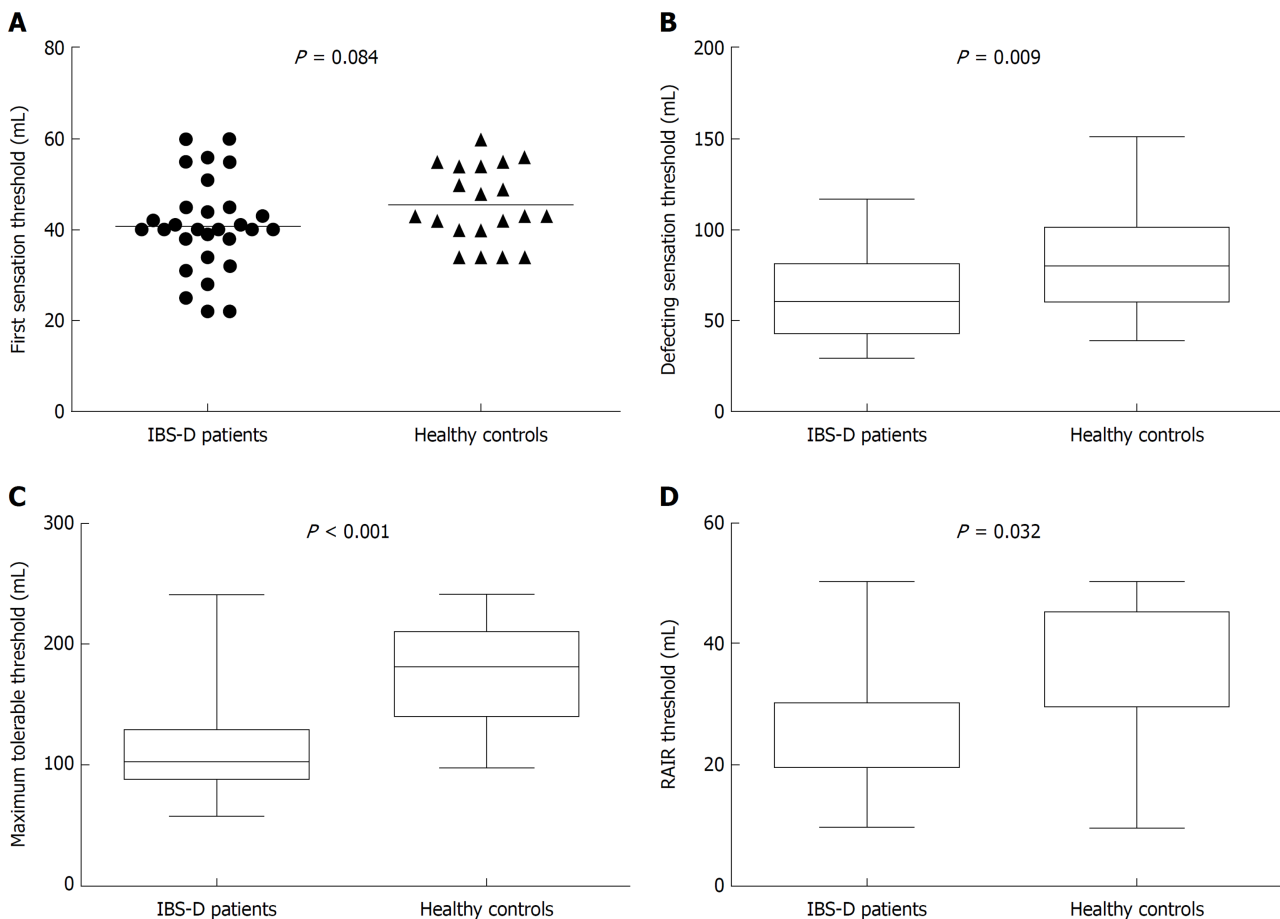 A
P = 0.084
First sensation threshold (mL)
80
60
40
20
0
IBS-D patients
Healthy controls
B
P = 0.009
Defecting sensation threshold (mL)
200
150
100
50
0
IBS-D patients
Healthy controls
C
P < 0.001
Maximum tolerable threshold (mL)
300
200
100
0
IBS-D patients
Healthy controls
D
P = 0.032
RAIR threshold (mL)
60
40
20
0
IBS-D patients
Healthy controls